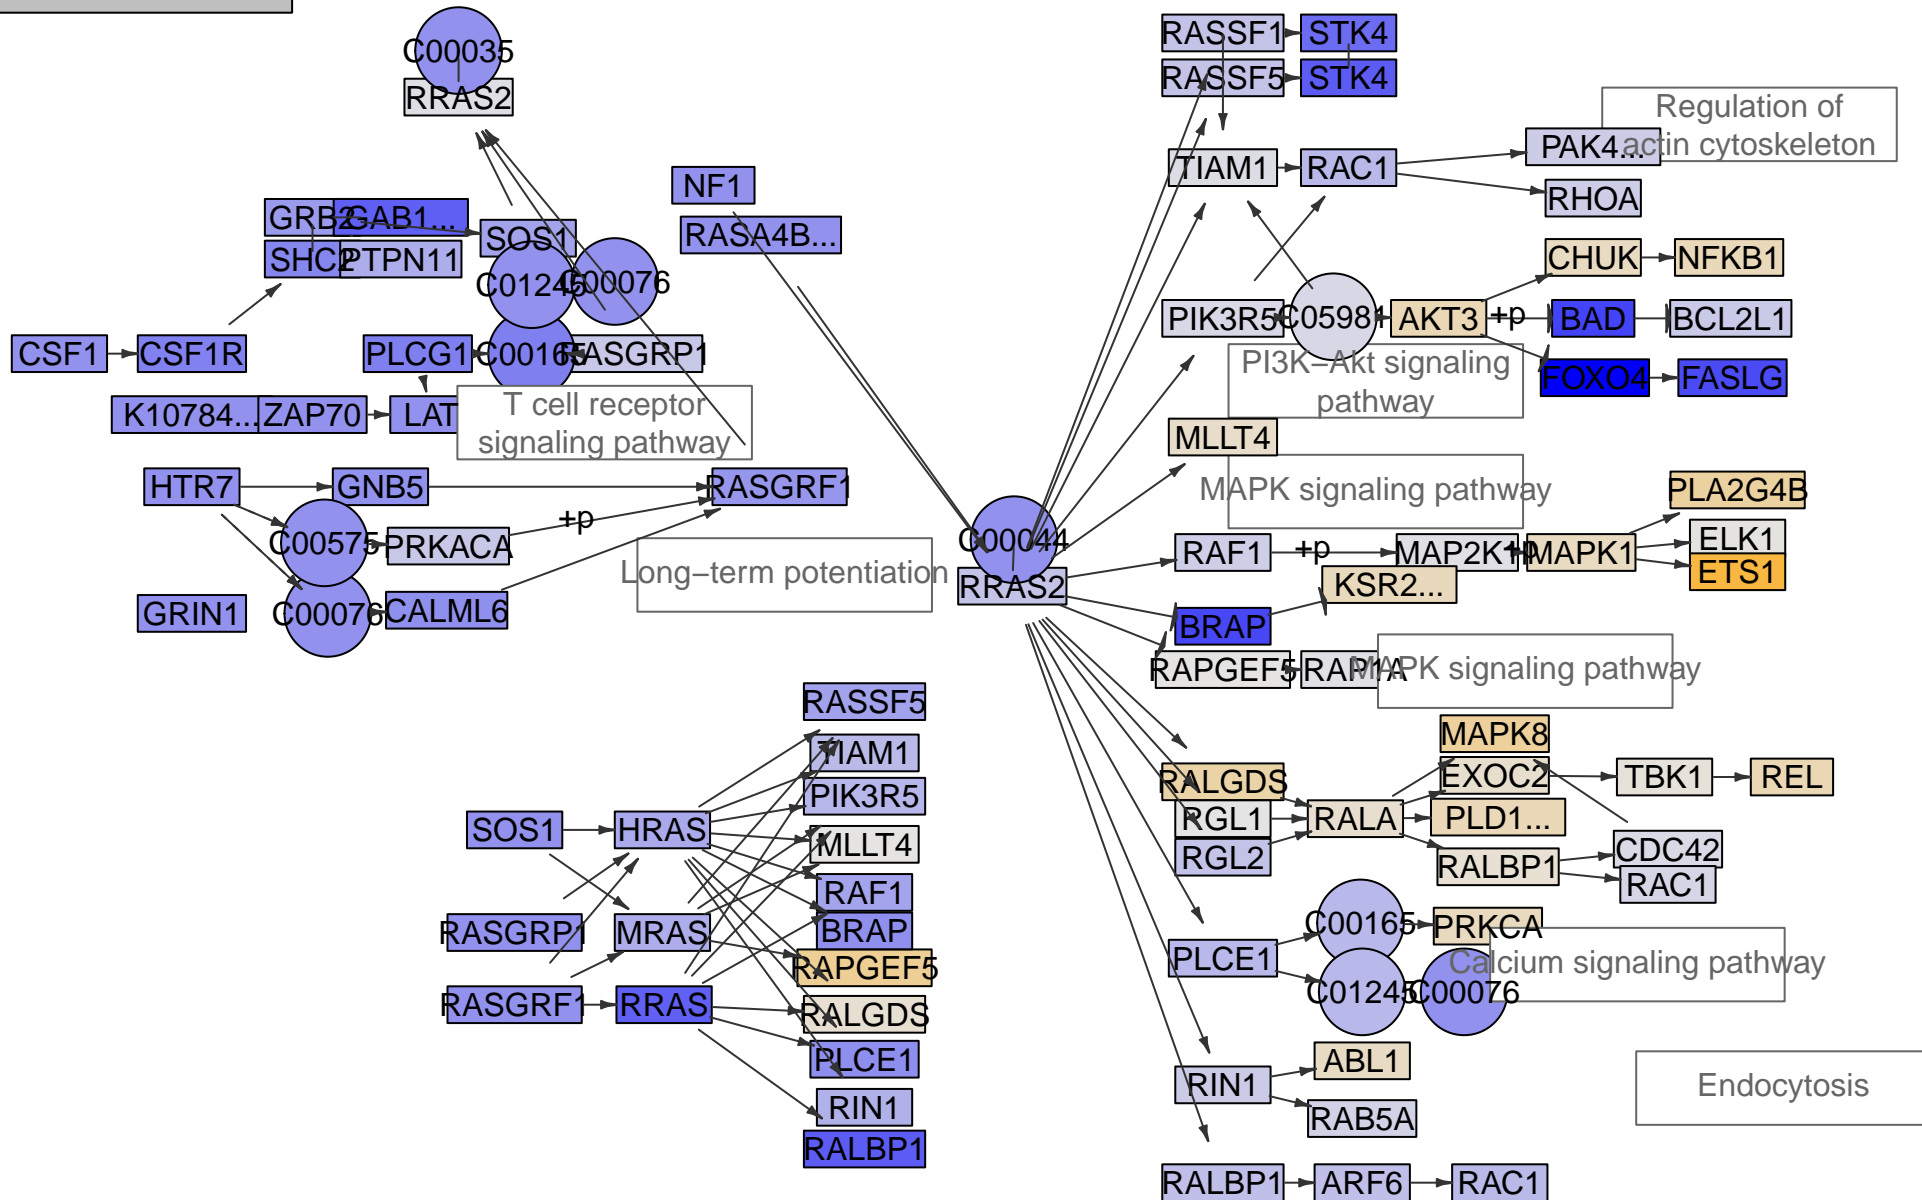 C00035
RRAS2
NF1
RASA4B...
GRB2
GAB1...
SHC2
PTPN11
SOS1
C01245
C00076
CSF1
CSF1R
PLCG1
C00165
RASGRP1
K10784...
ZAP70
LAT
T cell receptor
signaling pathway
HTR7
GNB5
RASGRF1
+p
C00575
PRKACA
GRIN1
C00076
CALML6
Long–term potentiation
C00044
RRAS2
RASSF1
STK4
RASSF5
STK4
Regulation of
actin cytoskeleton
PAK4...
TIAM1
RAC1
RHOA
CHUK
NFKB1
PIK3R5
C05981
AKT3
+p
BAD
BCL2L1
PI3K–Akt signaling
pathway
FOXO4
FASLG
MLLT4
MAPK signaling pathway
PLA2G4B
RAF1
+p
MAP2K1
+p
MAPK1
ELK1
ETS1
KSR2...
BRAP
RAPGEF5
RAP1A
MAPK signaling pathway
MAPK8
RALGDS
EXOC2
TBK1
REL
RGL1
RALA
PLD1...
RGL2
RALBP1
CDC42
RAC1
C00165
PRKCA
PLCE1
Calcium signaling pathway
C01245
C00076
RIN1
ABL1
RAB5A
Endocytosis
RALBP1
ARF6
RAC1
RASSF5
TIAM1
PIK3R5
SOS1
HRAS
MLLT4
RAF1
RASGRP1
MRAS
BRAP
RAPGEF5
RASGRF1
RRAS
RALGDS
PLCE1
RIN1
RALBP1